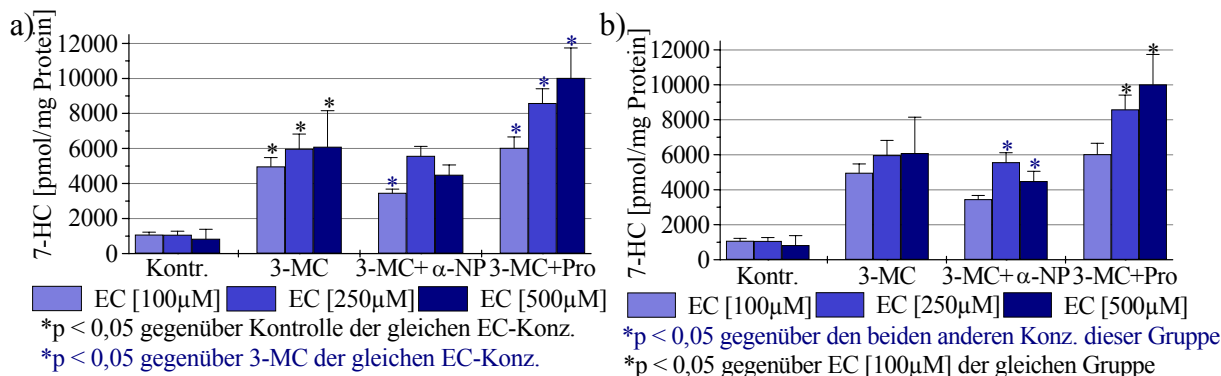 a)
7-HC [pmol/mg Protein]
12000
10000
8000
6000
4000
2000
0
* * * * * * *
Kontr. 3-MC 3-MC+ α-NP 3-MC+Pro
EC [100µM] EC [250µM] EC [500µM]
*p < 0,05 gegenüber Kontrolle der gleichen EC-Konz.
*p < 0,05 gegenüber 3-MC der gleichen EC-Konz.
b)
7-HC [pmol/mg Protein]
12000
10000
8000
6000
4000
2000
0
* * * *
Kontr. 3-MC 3-MC+ α-NP 3-MC+Pro
EC [100µM] EC [250µM] EC [500µM]
*p < 0,05 gegenüber den beiden anderen Konz. dieser Gruppe
*p < 0,05 gegenüber EC [100µM] der gleichen Gruppe